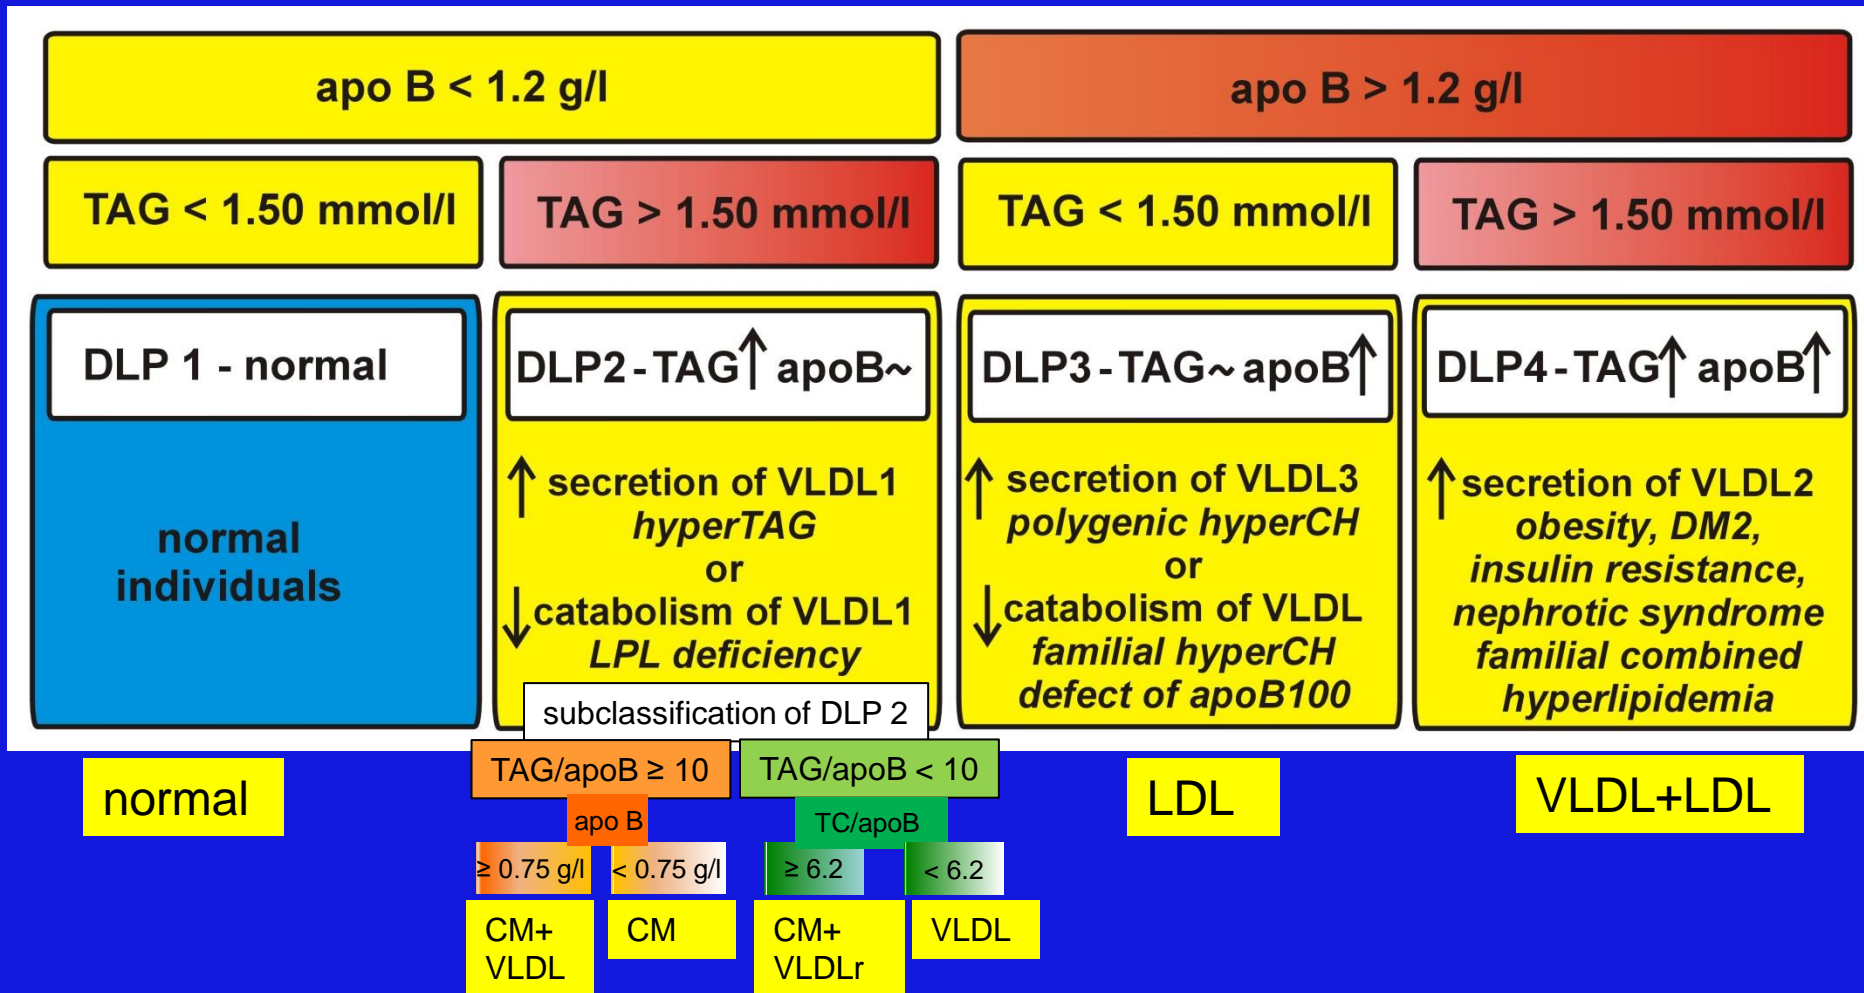 apo B < 1.2 g/l
apo B > 1.2 g/l
TAG < 1.50 mmol/l
TAG > 1.50 mmol/l
TAG < 1.50 mmol/l
TAG > 1.50 mmol/l
DLP 1 - normal
normal
individuals
DLP2 - TAG↑ apoB~
↑ secretion of VLDL1
hyperTAG
or
↓ catabolism of VLDL1
LPL deficiency
DLP3 - TAG~ apoB↑
↑ secretion of VLDL3
polygenic hyperCH
or
↓ catabolism of VLDL
familial hyperCH
defect of apoB100
DLP4 - TAG↑ apoB↑
↑ secretion of VLDL2
obesity, DM2,
insulin resistance,
nephrotic syndrome
familial combined
hyperlipidemia
subclassification of DLP 2
normal
TAG/apoB ≥ 10
TAG/apoB < 10
LDL
VLDL+LDL
apo B
TC/apoB
≥ 0.75 g/l
< 0.75 g/l
≥ 6.2
< 6.2
CM+
VLDL
CM
CM+
VLDLr
VLDL